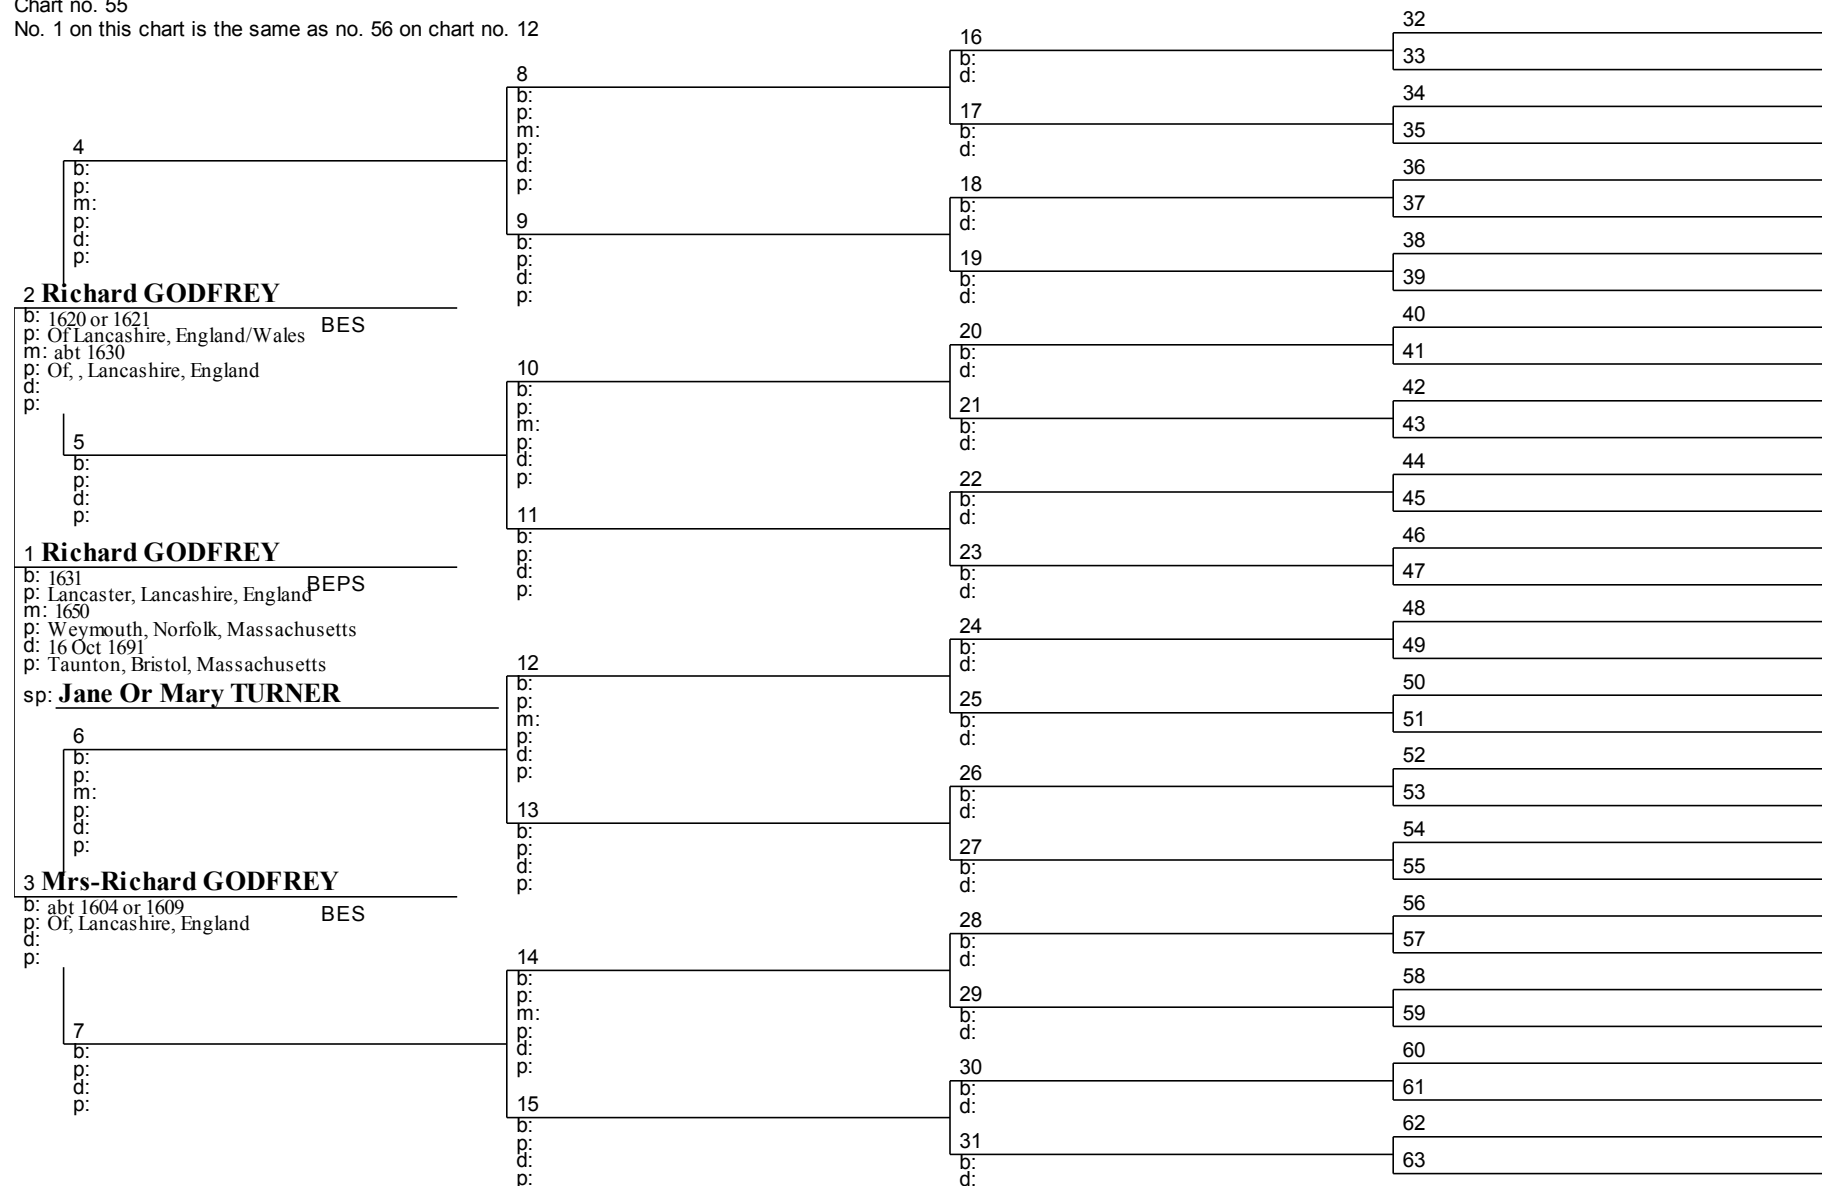 Chart no. 55
No. 1 on this chart is the same as no. 56 on chart no. 12
4
b:
p:
m:
p:
d:
p:
2 Richard GODFREY
b: 1620 or 1621
BES
p: Of Lancashire, England/Wales
m: abt 1630
p: Of, , Lancashire, England
d:
p:
5
b:
p:
d:
p:
1 Richard GODFREY
b: 1631
BEPS
p: Lancaster, Lancashire, England
m: 1650
p: Weymouth, Norfolk, Massachusetts
d: 16 Oct 1691
p: Taunton, Bristol, Massachusetts
sp: Jane Or Mary TURNER
6
b:
p:
m:
p:
d:
p:
3 Mrs-Richard GODFREY
b: abt 1604 or 1609
BES
p: Of, Lancashire, England
d:
p:
7
b:
p:
d:
p:
8
b:
p:
m:
p:
d:
p:
9
b:
p:
d:
p:
10
b:
p:
m:
p:
d:
p:
11
b:
p:
d:
p:
12
b:
p:
m:
p:
d:
p:
13
b:
p:
d:
p:
14
b:
p:
m:
p:
d:
p:
15
b:
p:
d:
p:
16
b:
d:
17
b:
d:
18
b:
d:
19
b:
d:
20
b:
d:
21
b:
d:
22
b:
d:
23
b:
d:
24
b:
d:
25
b:
d:
26
b:
d:
27
b:
d:
28
b:
d:
29
b:
d:
30
b:
d:
31
b:
d:
32
33
34
35
36
37
38
39
40
41
42
43
44
45
46
47
48
49
50
51
52
53
54
55
56
57
58
59
60
61
62
63